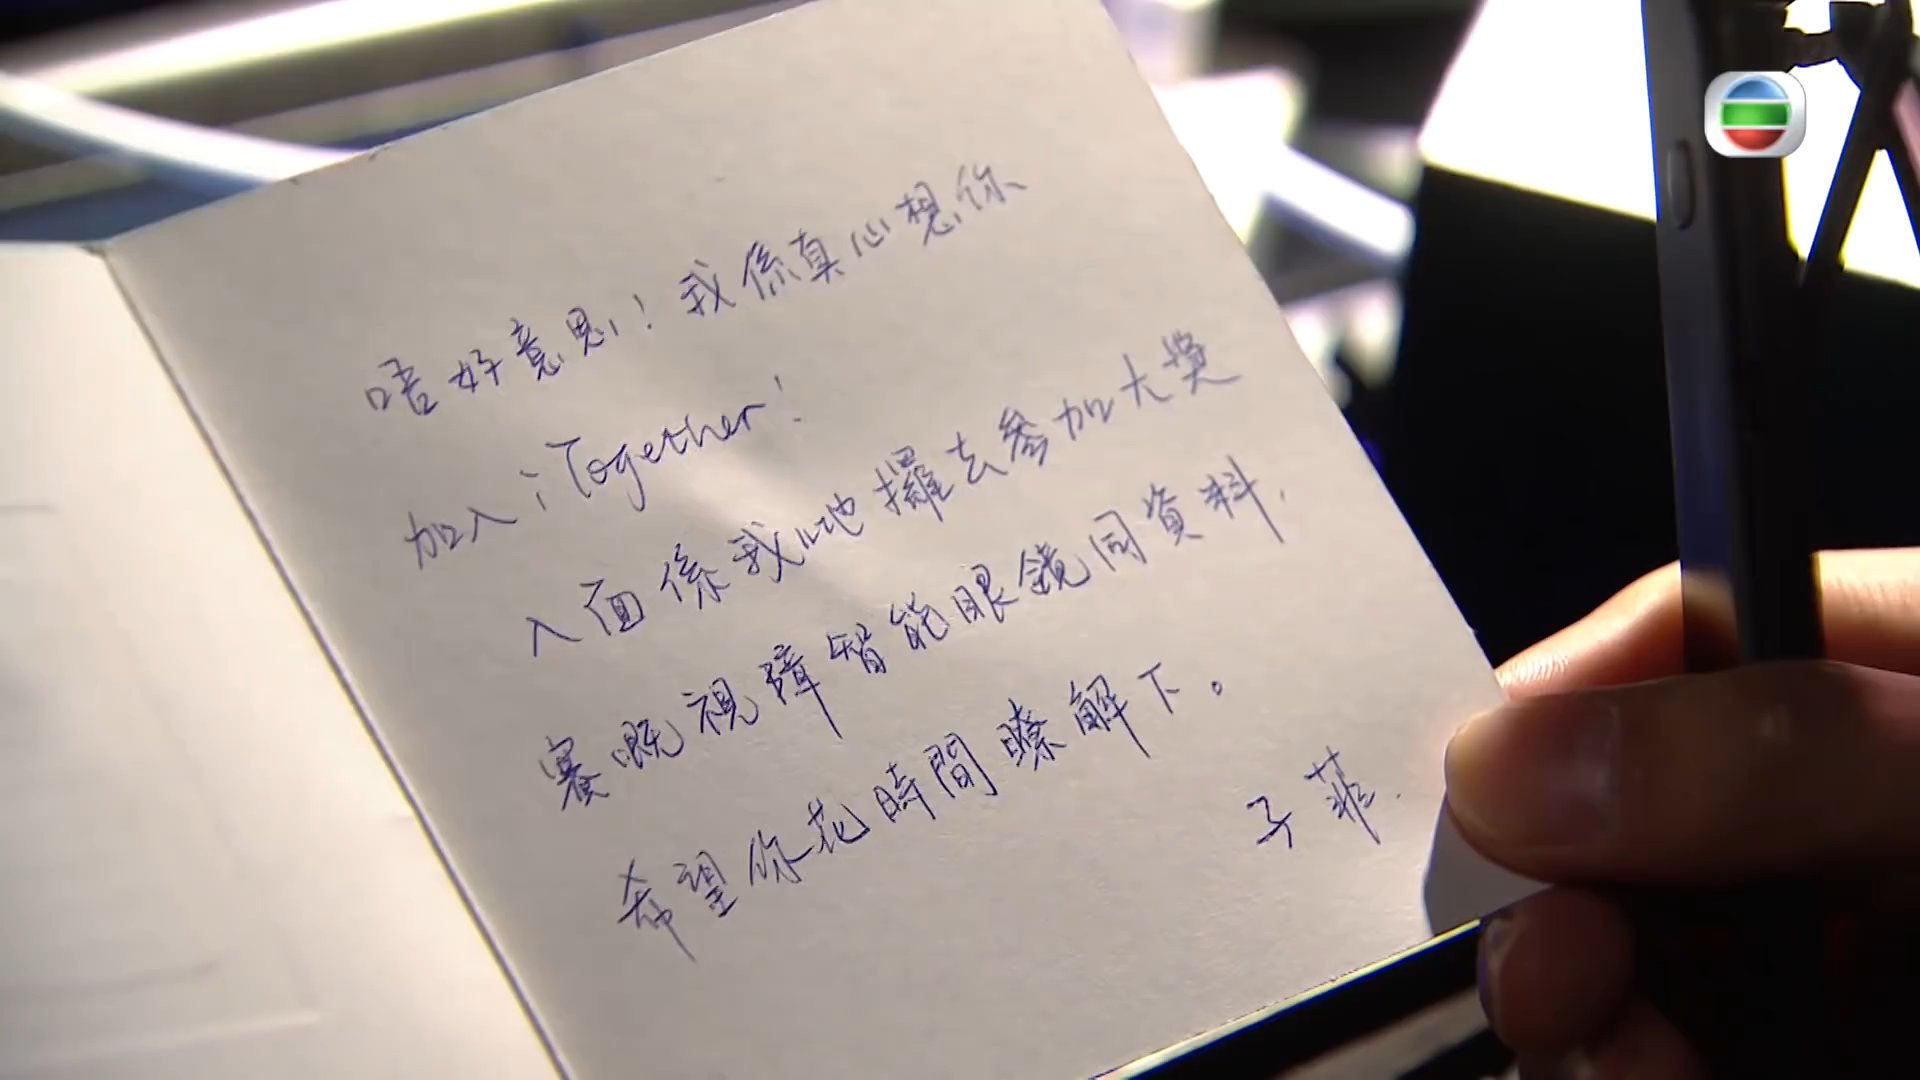 唔好意思！我係真心想你
加入iTogether！
入面係我哋攞去參加大獎
賽嘅視障智能眼鏡同資料，
希望你花時間瞭解下。
子菲.